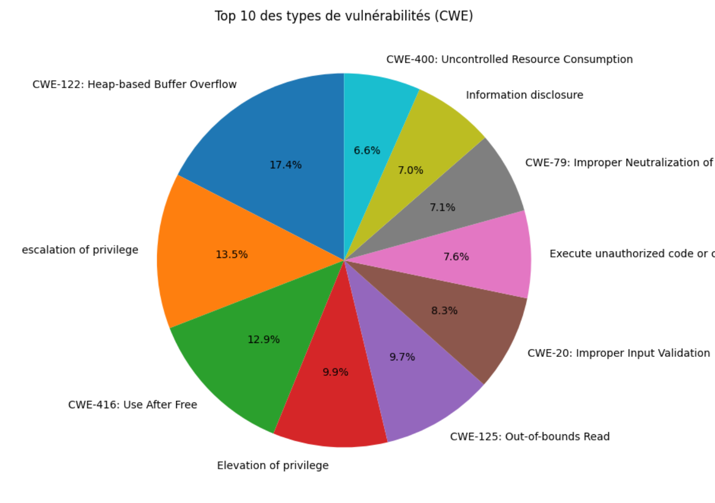 Top 10 des types de vulnérabilités (CWE)
CWE-400: Uncontrolled Resource Consumption
CWE-122: Heap-based Buffer Overflow
Information disclosure
6.6%
17.4%
7.0%
CWE-79: Improper Neutralization of
7.1%
escalation of privilege
13.5%
7.6%
Execute unauthorized code or
8.3%
12.9%
9.9%
9.7%
CWE-20: Improper Input Validation
CWE-416: Use After Free
CWE-125: Out-of-bounds Read
Elevation of privilege